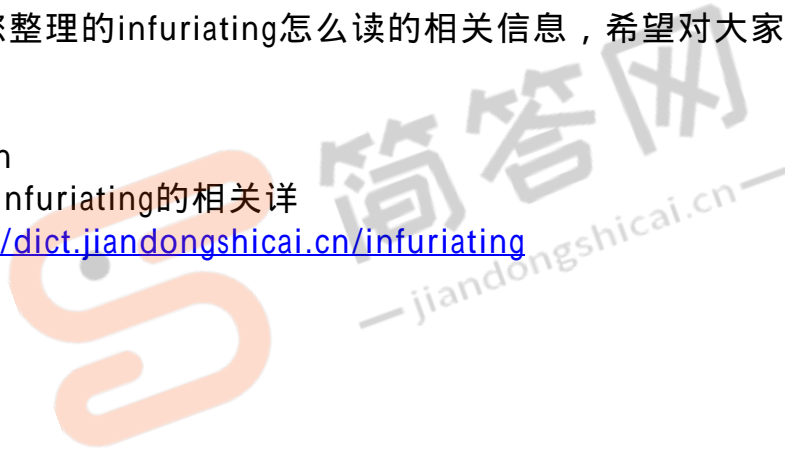 整理的infuriating怎么读的相关信息，希望对大家
n
nfuriating的相关详
/dict.jiandongshicai.cn/infuriating
简答网
jiandongshicai.cn